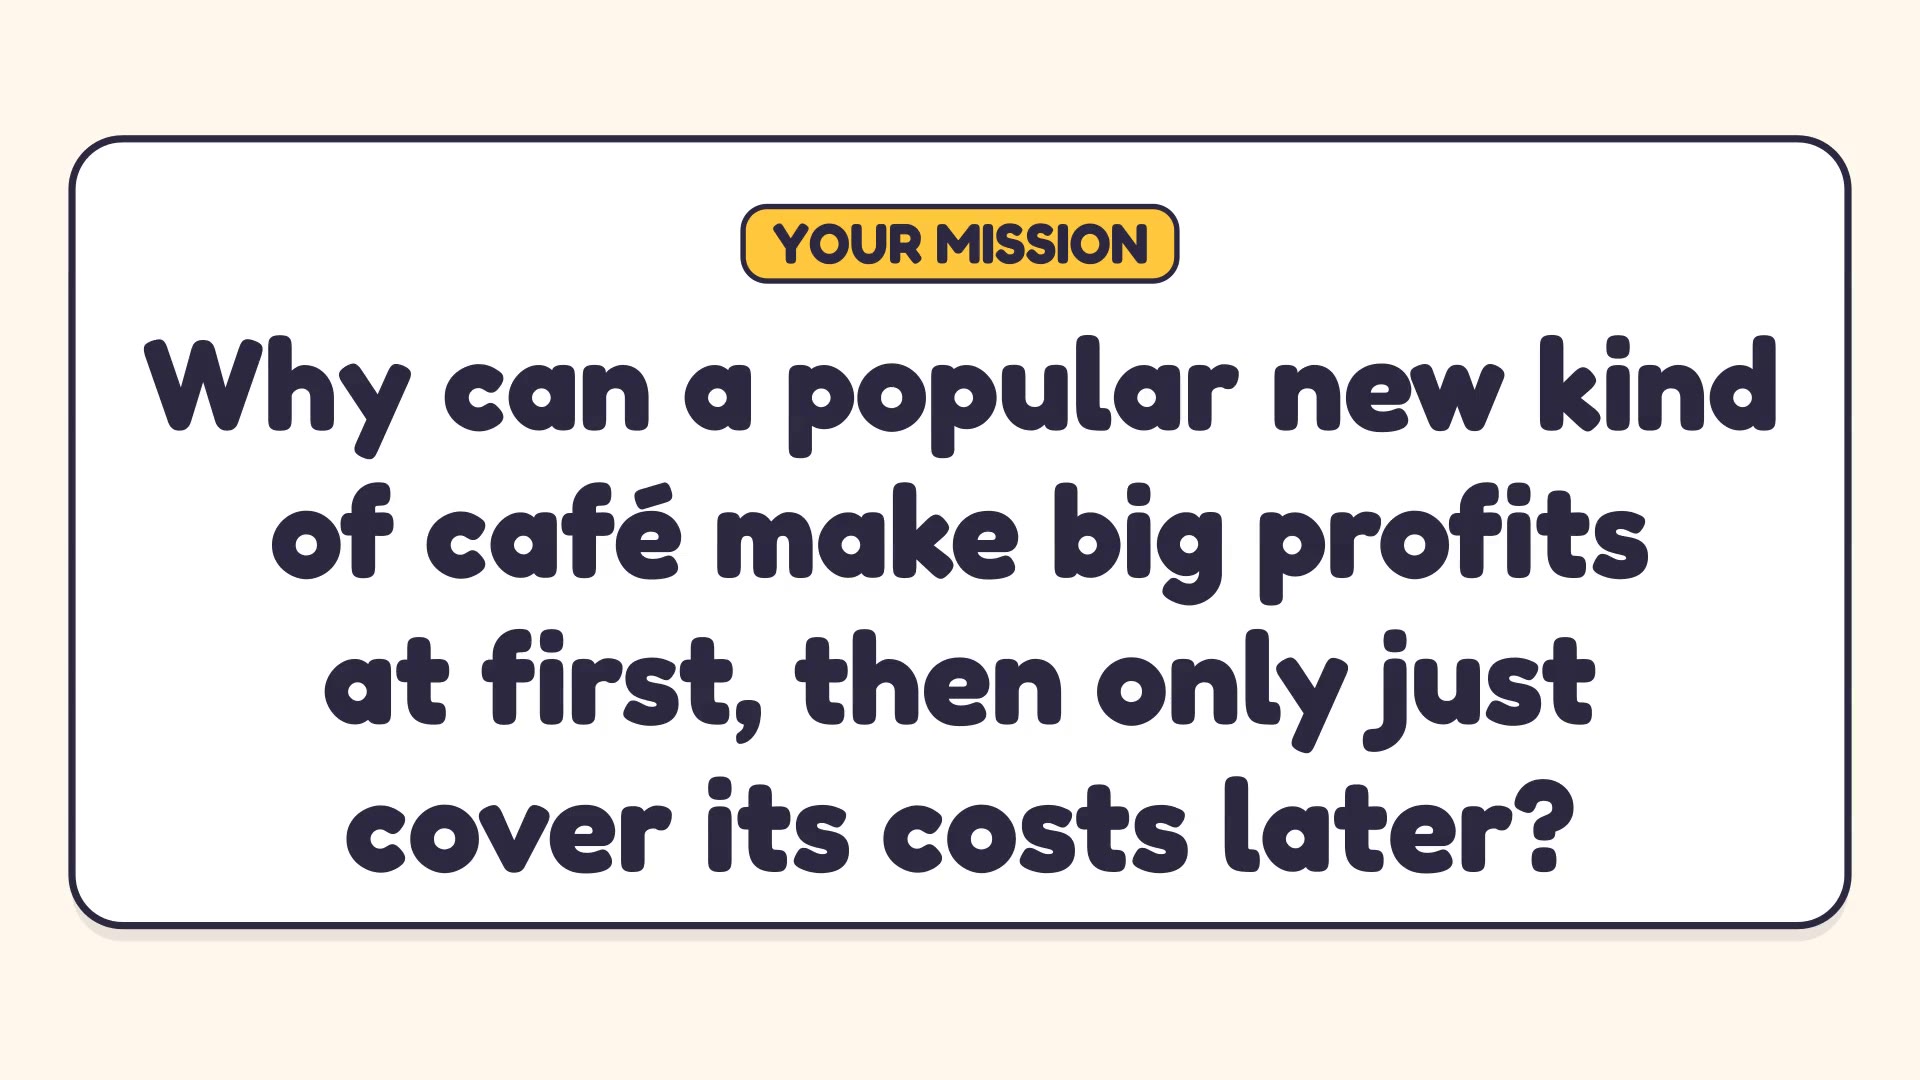 YOUR MISSION
Why can a popular new kind
of café make big profits
at first, then only just
cover its costs later?